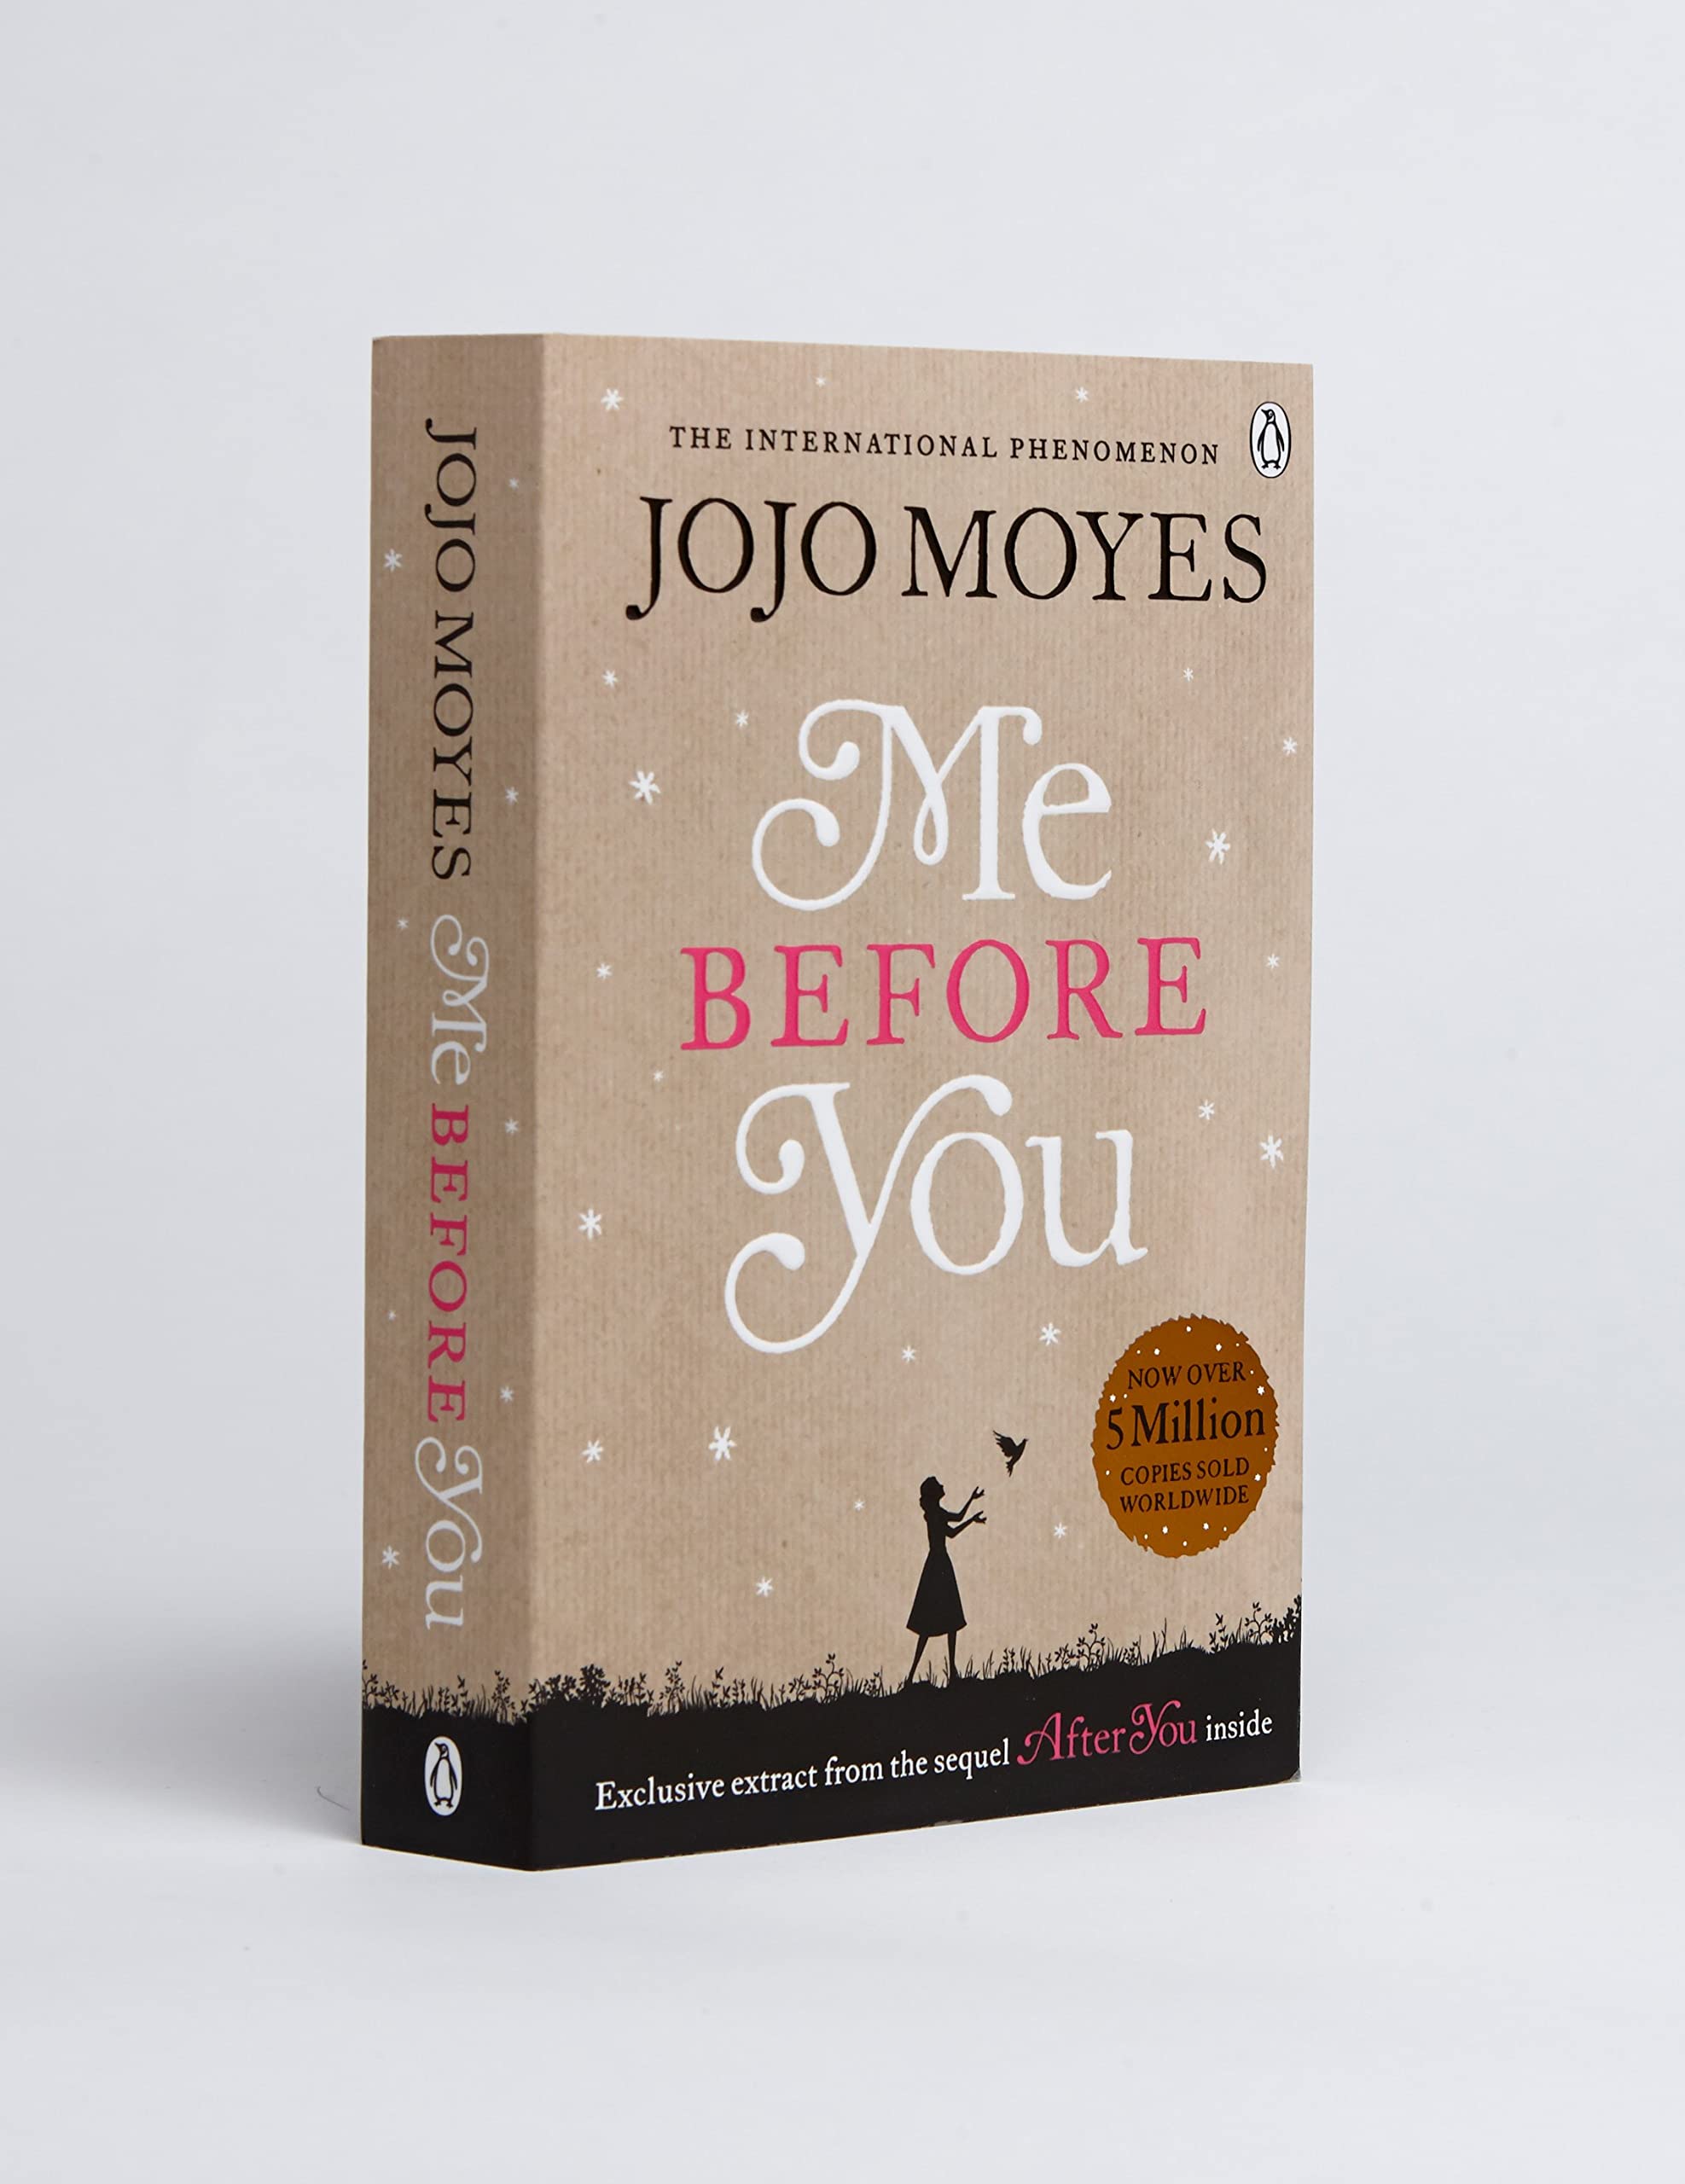 JOJO MOYES Me BEFORE You
THE INTERNATIONAL PHENOMENON
JOJO MOYES
Me
BEFORE
You
NOW OVER
5 Million
COPIES SOLD
WORLDWIDE
Exclusive extract from the sequel After You inside